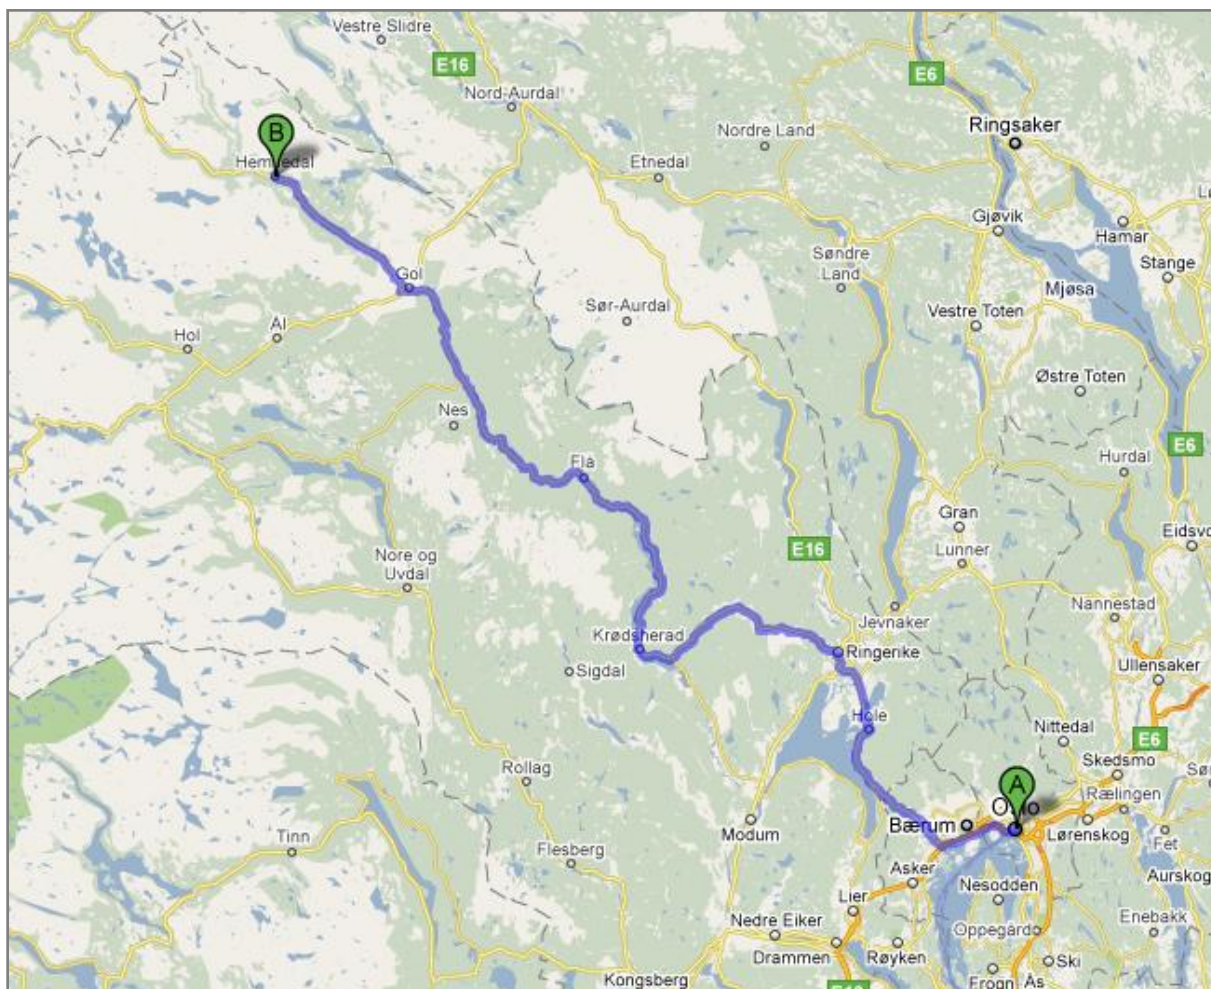 Vestre Slidre
E16
E6
Nord-Aurdal
Ringsaker
Nordre Land
B
Etnedal
Gjøvik
Hamar
Søndre
Land
Stange
Gol
Mjøsa
Sør-Aurdal
Vestre Toten
Hol
Al
Østre Toten
Nes
E6
Flå
Hurdal
Gran
Eidsvo
E16
Lunner
Nore og
Uvdal
Nannestad
Jevnaker
Krødsherad
Ringerike
Sigdal
Ullensaker
Hole
Nittedal
E6
Skedsmo
Rollag
A
Rælingen
Modum
Bærum
Lørenskog
Tinn
Flesberg
Fet
Asker
Nesodden
Aurskog
Lier
Nedre Eiker
Oppegård
Enebakk
Drammen
Røyken
Ski
Kongsberg
Frogn
Ås